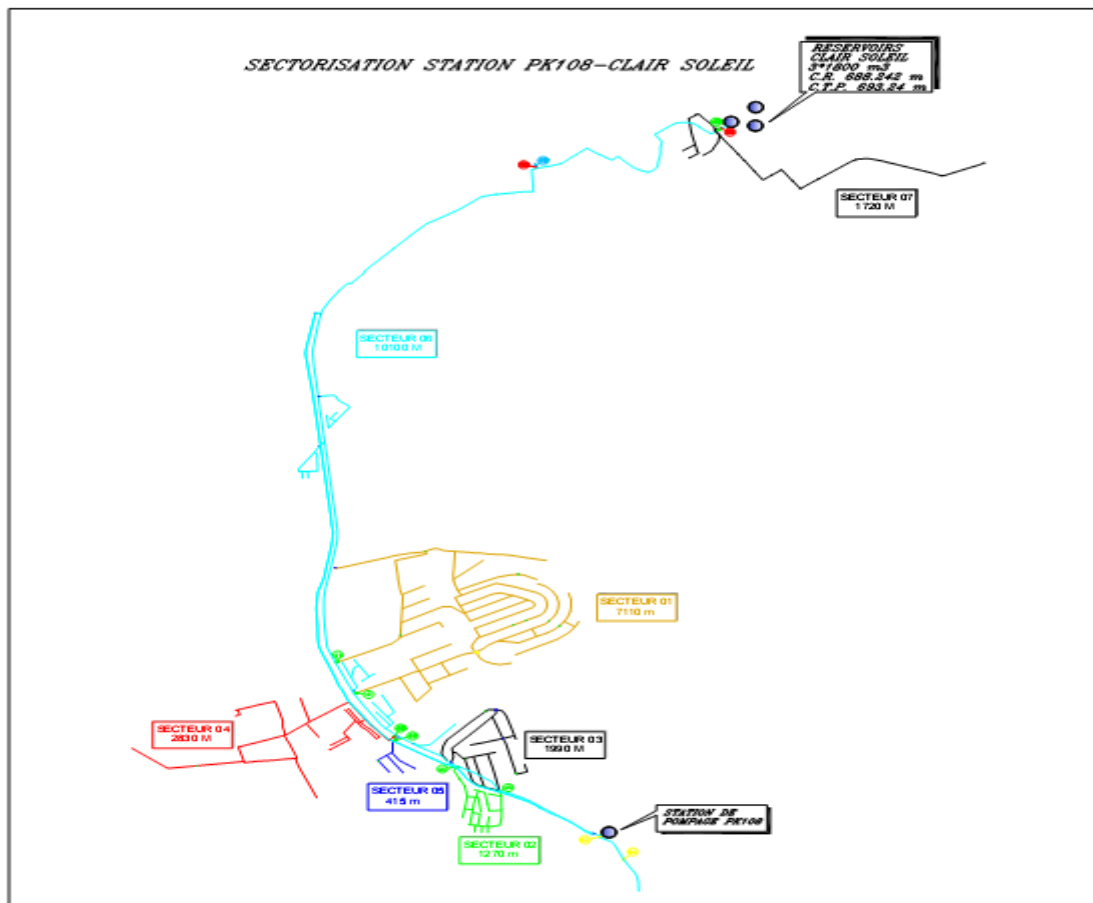 SECTORISATION STATION PK108-CLAIR SOLEIL
RESERVOIRS
CLAIR SOLEIL
3*1800 m3
C.R. 688.242 m
C.T.P. 693.24 m
SECTEUR 07
1720 M
SECTEUR 06
10100 M
SECTEUR 01
7110 m
SECTEUR 04
2830 M
SECTEUR 03
1990 M
SECTEUR 05
415 m
STATION DE
POMPAGE PK108
SECTEUR 02
1270 m